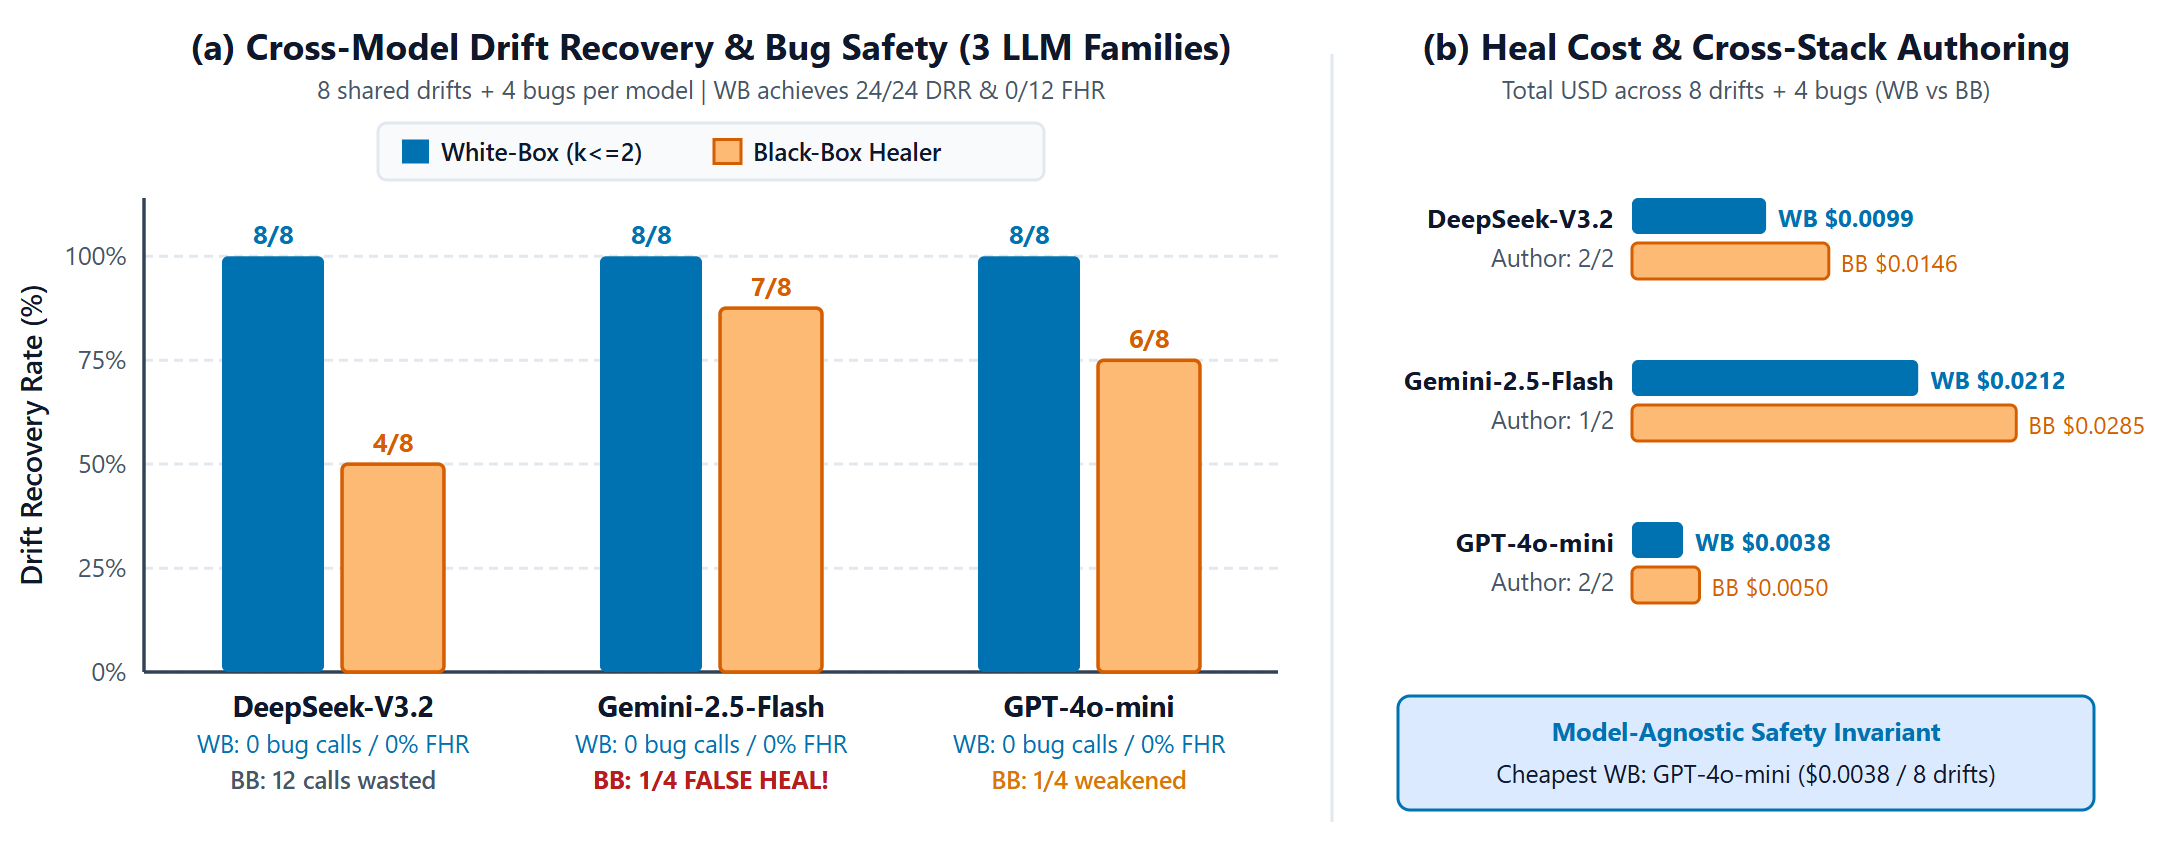 (a) Cross-Model Drift Recovery & Bug Safety (3 LLM Families)
8 shared drifts + 4 bugs per model | WB achieves 24/24 DRR & 0/12 FHR
White-Box (k<=2)
Black-Box Healer
Drift Recovery Rate (%)
100%
75%
50%
25%
0%
8/8
4/8
8/8
7/8
8/8
6/8
DeepSeek-V3.2
WB: 0 bug calls / 0% FHR
BB: 12 calls wasted
Gemini-2.5-Flash
WB: 0 bug calls / 0% FHR
BB: 1/4 FALSE HEAL!
GPT-4o-mini
WB: 0 bug calls / 0% FHR
BB: 1/4 weakened
(b) Heal Cost & Cross-Stack Authoring
Total USD across 8 drifts + 4 bugs (WB vs BB)
DeepSeek-V3.2
WB $0.0099
Author: 2/2
BB $0.0146
Gemini-2.5-Flash
WB $0.0212
Author: 1/2
BB $0.0285
GPT-4o-mini
WB $0.0038
Author: 2/2
BB $0.0050
Model-Agnostic Safety Invariant
Cheapest WB: GPT-4o-mini ($0.0038 / 8 drifts)